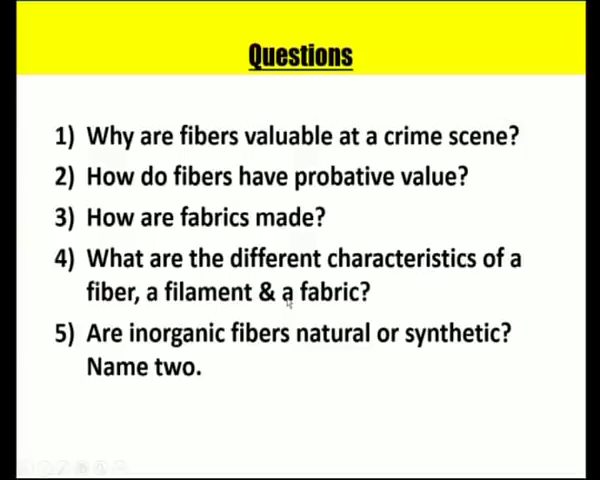 Questions
1) Why are fibers valuable at a crime scene?
2) How do fibers have probative value?
3) How are fabrics made?
4) What are the different characteristics of a
fiber, a filament & a fabric?
5) Are inorganic fibers natural or synthetic?
Name two.